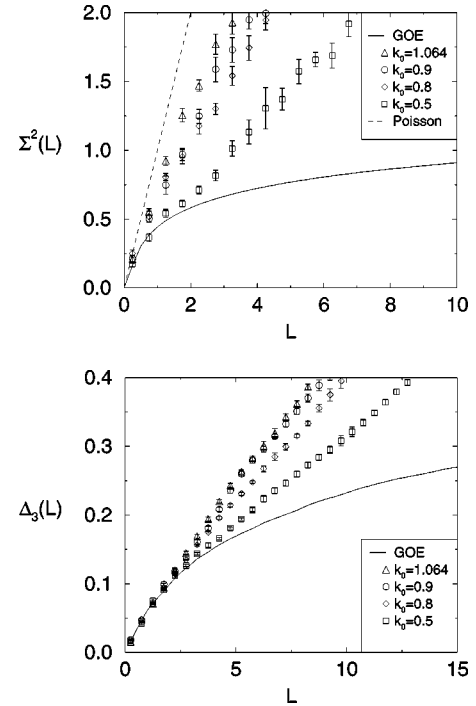 2.0
1.5
1.0
0.5
0.0
Σ²(L)
GOE
k₀=1.064
k₀=0.9
k₀=0.8
k₀=0.5
Poisson
0 2 4 6 8 10
L
0.4
0.3
0.2
0.1
0.0
Δ₃(L)
GOE
k₀=1.064
k₀=0.9
k₀=0.8
k₀=0.5
0 5 10 15
L